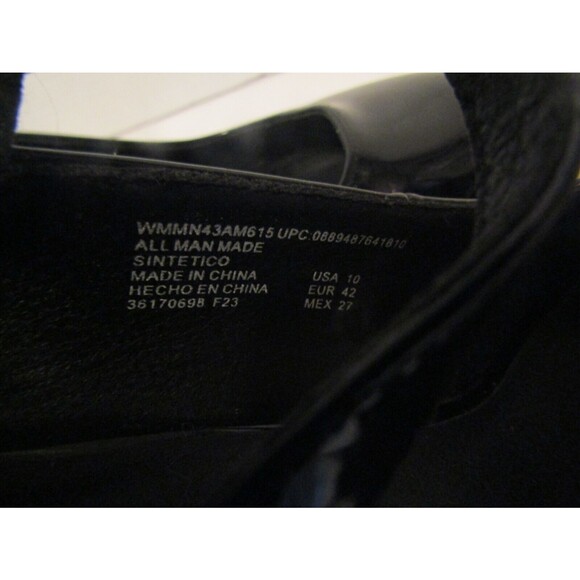 WMMN43AM615 UPC:0889487641810
ALL MAN MADE
SINTETICO
MADE IN CHINA USA 10
HECHO EN CHINA EUR 42
36170698 F23 MEX 27